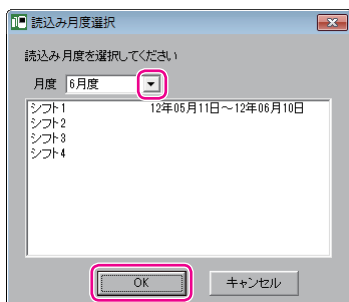 読込み月度選択
読込み月度を選択してください
月度 6月度
シフト1 12年05月11日～12年06月10日
シフト2
シフト3
シフト4
OK キャンセル